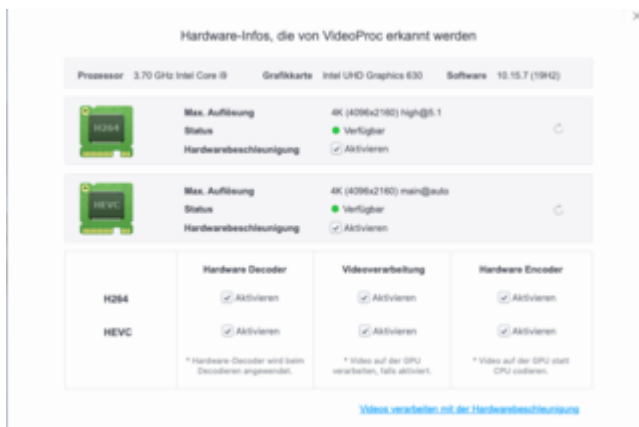 Hardware-Infos, die von VideoProc erkannt werden
Prozessor 3.70 GHz Intel Core i9 Grafikkarte Intel UHD Graphics 630 Software 10.15.7 (19H2)
H264
Max. Auflösung 4K (4096x2160) high@5.1
Status Verfügbar
Hardwarebeschleunigung Aktivieren
HEVC
Max. Auflösung 4K (4096x2160) main@auto
Status Verfügbar
Hardwarebeschleunigung Aktivieren
Hardware Decoder Videoverarbeitung Hardware Encoder
H264 Aktivieren Aktivieren Aktivieren
HEVC Aktivieren Aktivieren Aktivieren
* Hardware-Decoder wird beim * Video auf der GPU * Video auf der GPU statt
Decodieren angewendet. verarbeiten, falls aktiviert. CPU codieren.
Videos verarbeiten mit der Hardwarebeschleunigung